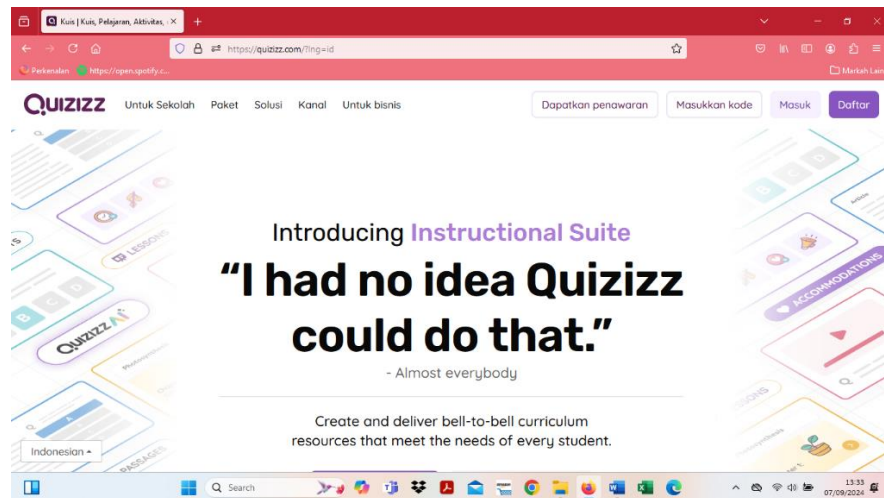 Kuis | Kuis, Pelajaran, Aktivitas,
https://quizizz.com/?lng=id
Perkenalan
https://open.spotify.c...
Markah Lain
QUIZIZZ
Untuk Sekolah
Paket
Solusi
Kanal
Untuk bisnis
Dapatkan penawaran
Masukkan kode
Masuk
Daftar
B
C
D
LESSONS
QUIZIZZ AI
PASSAGES
Introducing Instructional Suite
“I had no idea Quizizz
could do that.”
- Almost everybody
Create and deliver bell-to-bell curriculum
resources that meet the needs of every student.
B
C
D
ACCOMMODATIONS
Indonesian
Search
13:33
07/09/2024